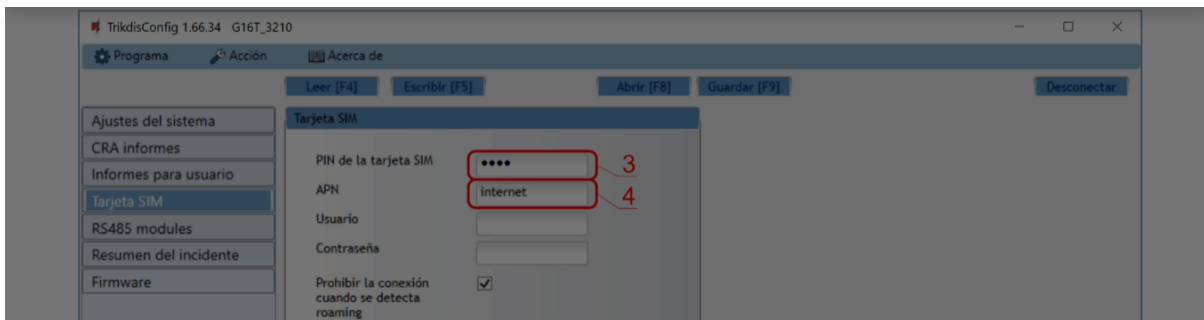 TrikdisConfig 1.66.34 G16T_3210
Programa Acción Acerca de
Leer [F4] Escribir [F5] Abrir [F8] Guardar [F9] Desconectar
Ajustes del sistema
CRA informes
Informes para usuario
Tarjeta SIM
RS485 modules
Resumen del incidente
Firmware
Tarjeta SIM
PIN de la tarjeta SIM •••• 3
APN internet 4
Usuario
Contraseña
Prohibir la conexión
cuando se detecta
roaming